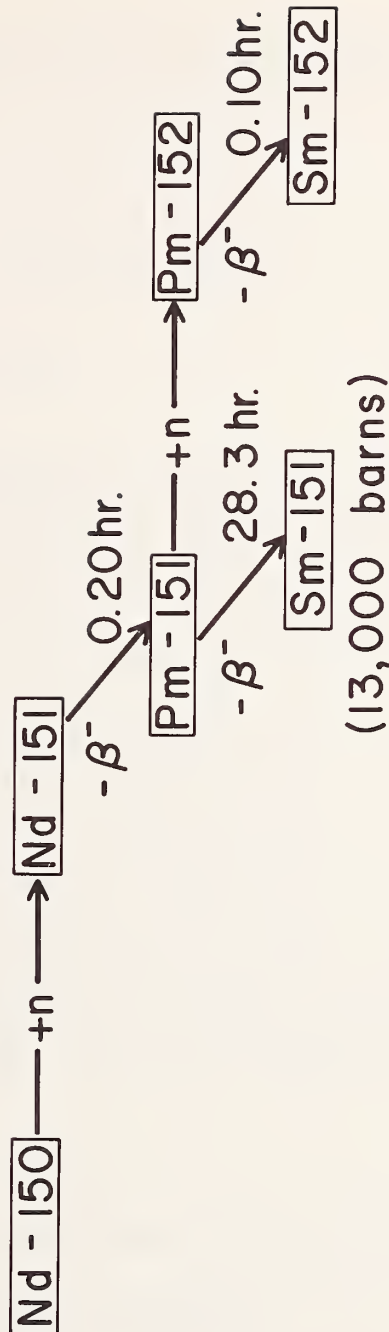 Nd - 150
+n
Nd - 151
-β⁻
0.20 hr.
Pm - 151
+n
Pm - 152
-β⁻
28.3 hr.
-β⁻
0.10 hr.
Sm - 151
Sm - 152
(13,000 barns)